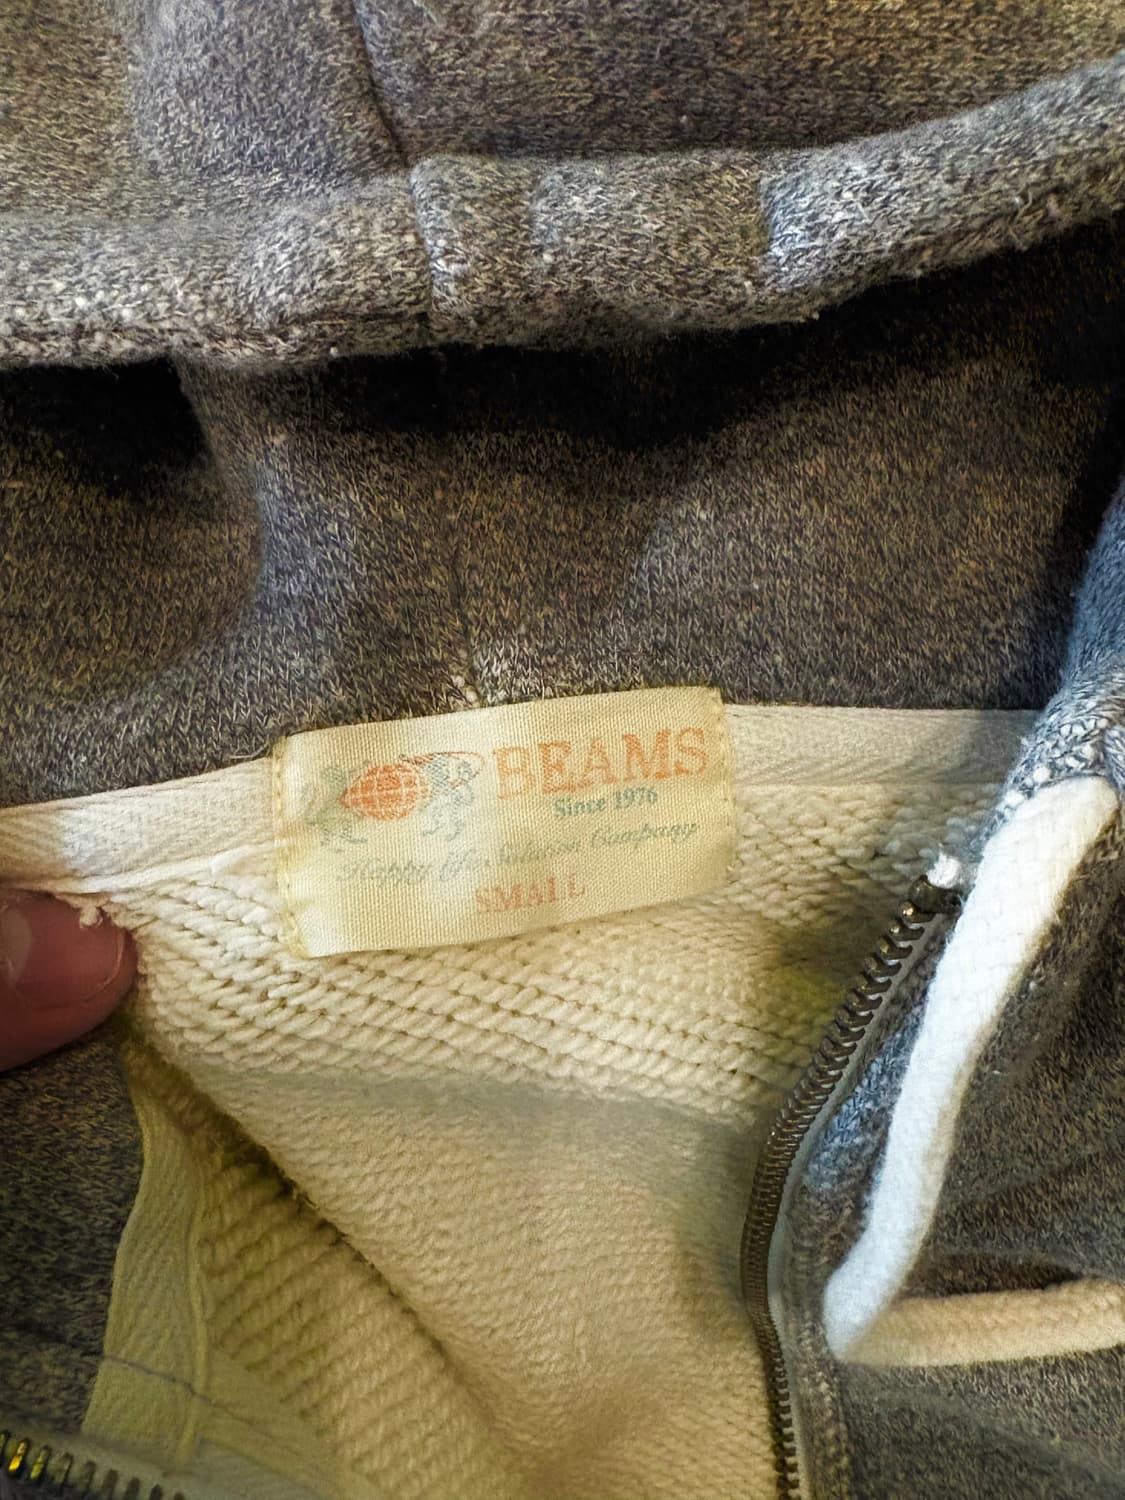 BEAMS
Since 1976
Happy Life Solution Company
SMALL